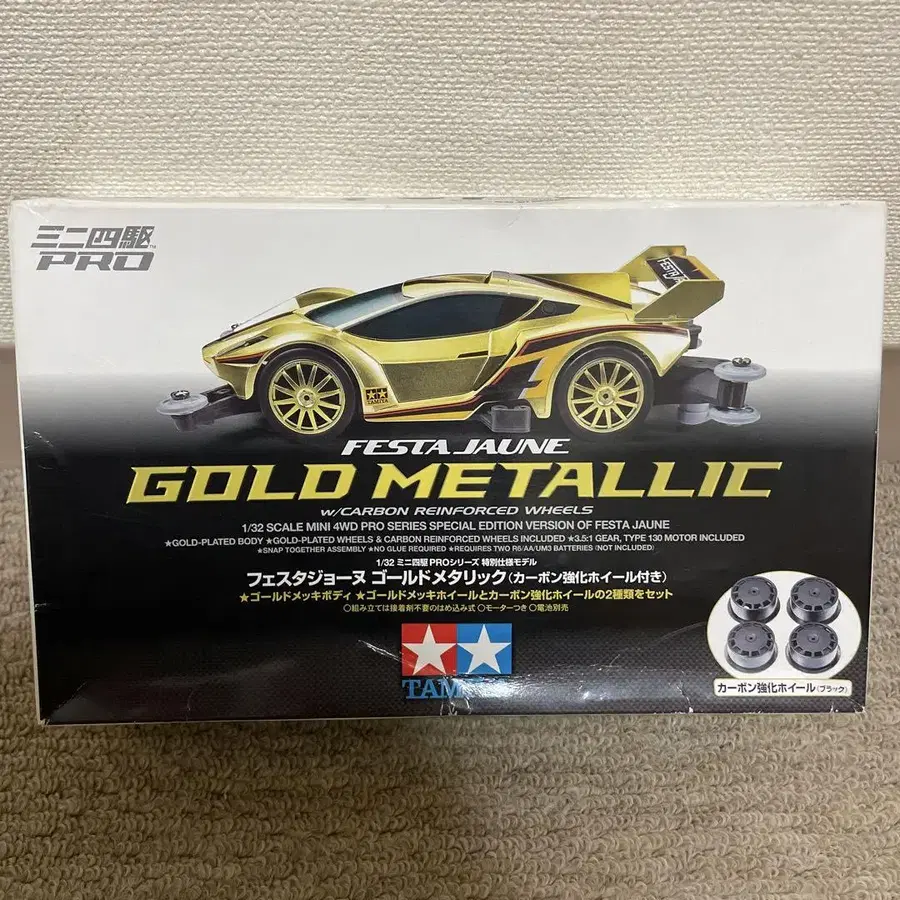 ミニ四駆
PRO
FESTA JAUNE
TAMIYA
FESTA JAUNE
GOLD METALLIC
w/CARBON REINFORCED WHEELS
1/32 SCALE MINI 4WD PRO SERIES SPECIAL EDITION VERSION OF FESTA JAUNE
★GOLD-PLATED BODY ★GOLD-PLATED WHEELS & CARBON REINFORCED WHEELS INCLUDED ★3.5:1 GEAR, TYPE 130 MOTOR INCLUDED
★SNAP TOGETHER ASSEMBLY ★NO GLUE REQUIRED ★REQUIRES TWO R6/AA/UM3 BATTERIES (NOT INCLUDED)
1/32 ミニ四駆 PROシリーズ 特別仕様モデル
フェスタジョーヌ ゴールドメタリック(カーボン強化ホイール付き)
★ゴールドメッキボディ ★ゴールドメッキホイールとカーボン強化ホイールの2種類をセット
○組み立ては接着剤不要のはめ込み式 ○モーターつき ○電池別売
TAMIYA
カーボン強化ホイール(ブラック)